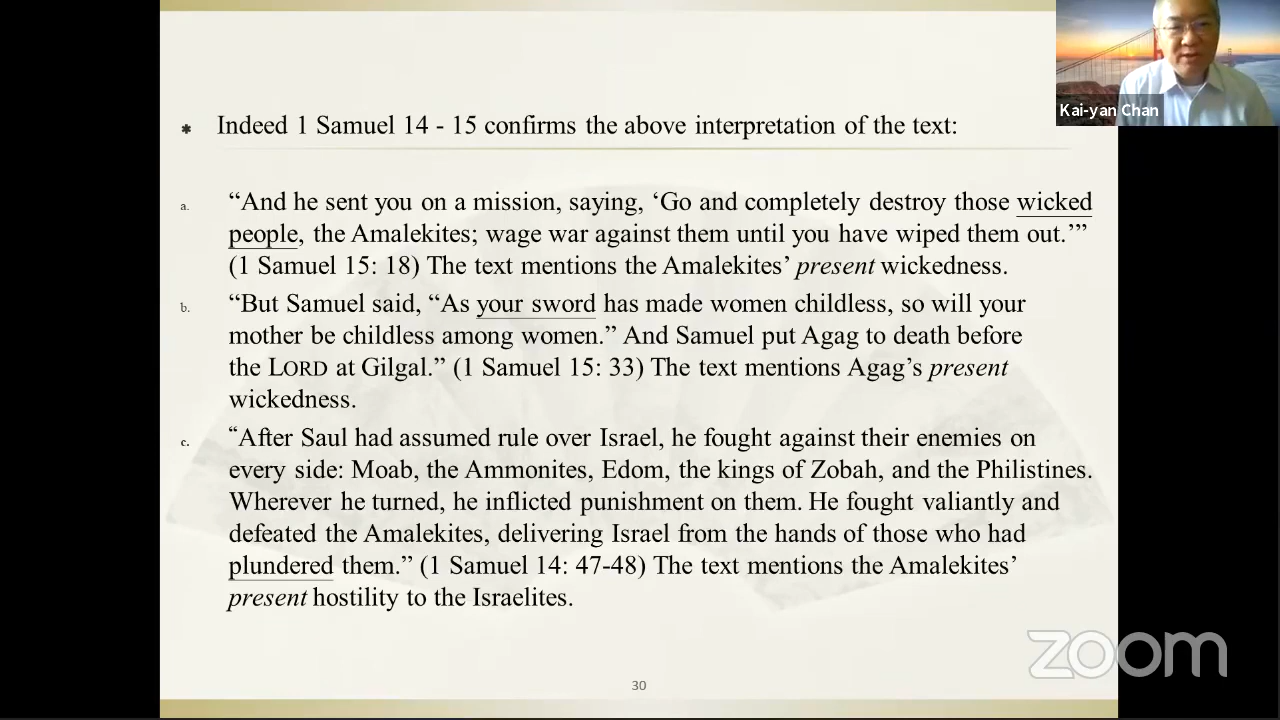 Kai-yan Chan
✱ Indeed 1 Samuel 14 - 15 confirms the above interpretation of the text:
a. “And he sent you on a mission, saying, ‘Go and completely destroy those wicked
people, the Amalekites; wage war against them until you have wiped them out.’”
(1 Samuel 15: 18) The text mentions the Amalekites’ present wickedness.
b. “But Samuel said, “As your sword has made women childless, so will your
mother be childless among women.” And Samuel put Agag to death before
the LORD at Gilgal.” (1 Samuel 15: 33) The text mentions Agag’s present
wickedness.
c. “After Saul had assumed rule over Israel, he fought against their enemies on
every side: Moab, the Ammonites, Edom, the kings of Zobah, and the Philistines.
Wherever he turned, he inflicted punishment on them. He fought valiantly and
defeated the Amalekites, delivering Israel from the hands of those who had
plundered them.” (1 Samuel 14: 47-48) The text mentions the Amalekites’
present hostility to the Israelites.
zoom
30